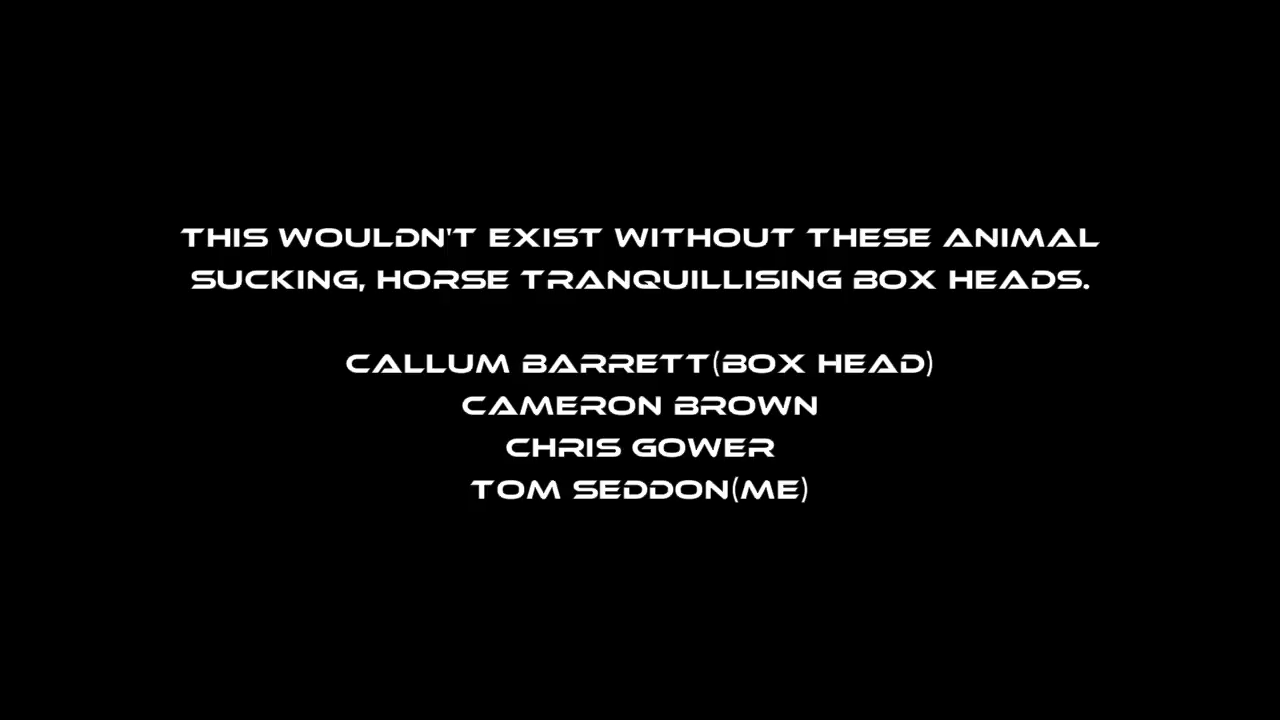 THIS WOULDN'T EXIST WITHOUT THESE ANIMAL
SUCKING, HORSE TRANQUILLISING BOX HEADS.
CALLUM BARRETT(BOX HEAD)
CAMERON BROWN
CHRIS GOWER
TOM SEDDON(ME)